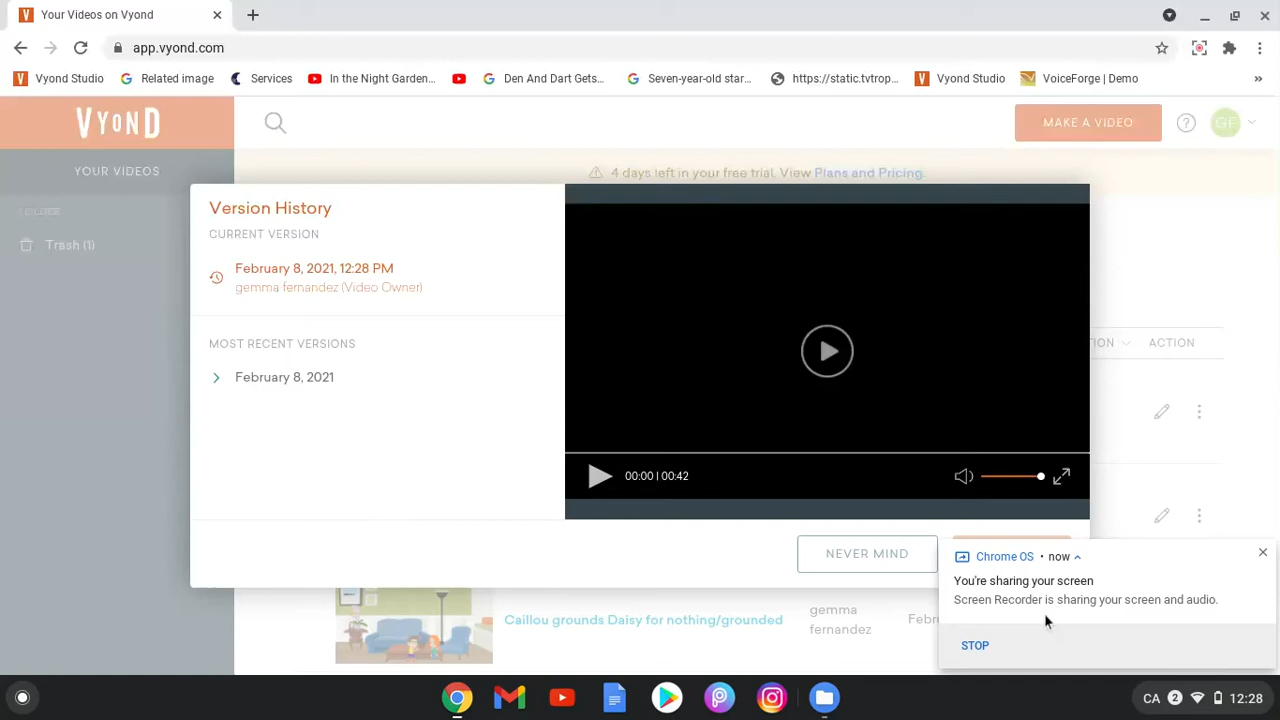 Your Videos on Vyond
app.vyond.com
Vyond Studio
Related image
Services
In the Night Garden...
Den And Dart Gets...
Seven-year-old star...
https://static.tvtrop...
Vyond Studio
VoiceForge | Demo
»
VYOND
MAKE A VIDEO
?
GF
YOUR VIDEOS
4 days left in your free trial. View Plans and Pricing.
Trash (1)
Version History
CURRENT VERSION
February 8, 2021, 12:28 PM
gemma fernandez (Video Owner)
MOST RECENT VERSIONS
February 8, 2021
00:00 | 00:42
TION
ACTION
NEVER MIND
Caillou grounds Daisy for nothing/grounded
gemma
fernandez
Febru
Chrome OS • now
You're sharing your screen
Screen Recorder is sharing your screen and audio.
STOP
CA
2
12:28